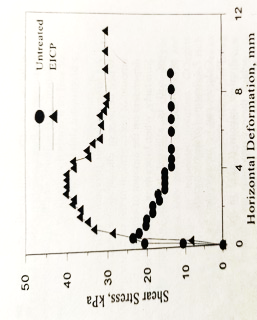 Untreated
EICP
50
40
30
20
10
0
Shear Stress, kPa
0
4
8
12
Horizontal Deformation, mm